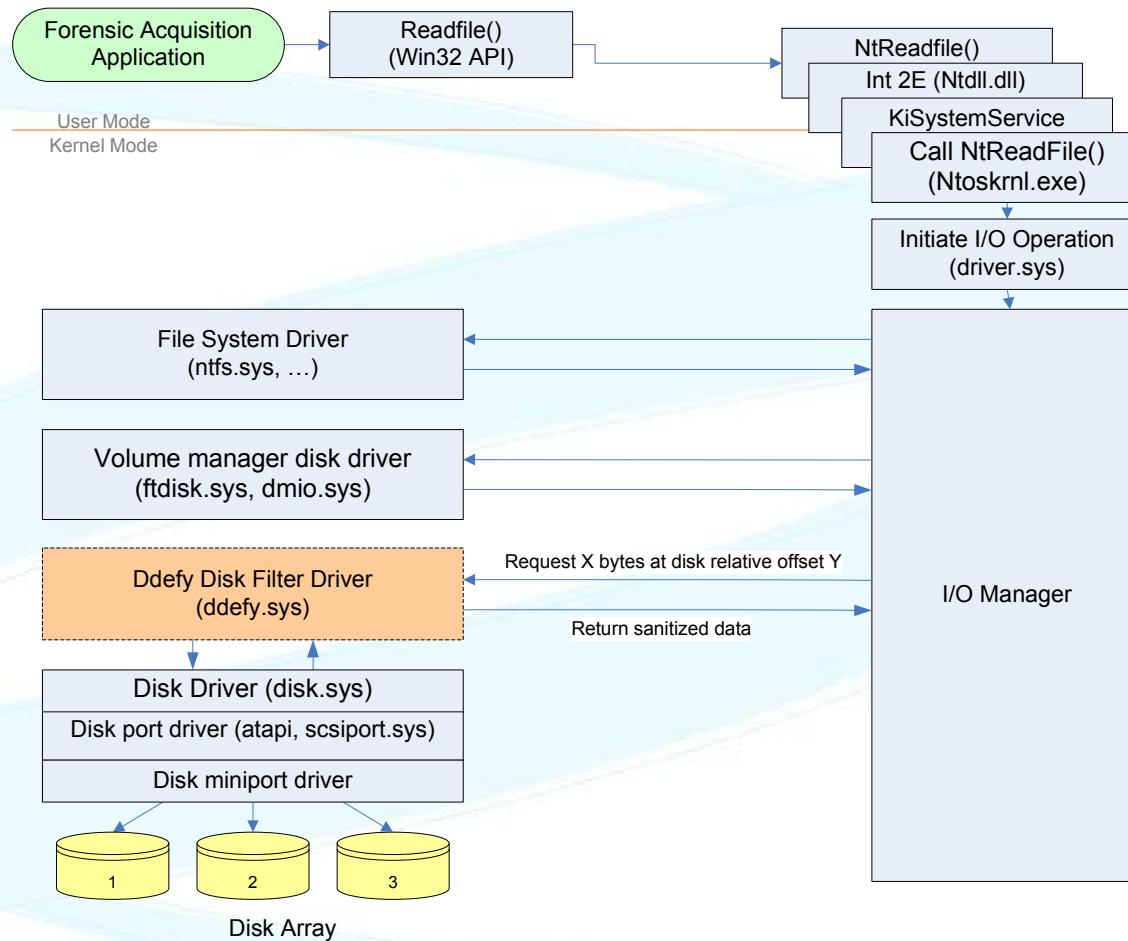 Forensic Acquisition
Application
Readfile()
(Win32 API)
NtReadfile()
Int 2E (Ntdll.dll)
KiSystemService
Call NtReadFile()
(Ntoskrnl.exe)
User Mode
Kernel Mode
Initiate I/O Operation
(driver.sys)
File System Driver
(ntfs.sys, …)
Volume manager disk driver
(ftdisk.sys, dmio.sys)
Ddefy Disk Filter Driver
(ddefy.sys)
Request X bytes at disk relative offset Y
Return sanitized data
I/O Manager
Disk Driver (disk.sys)
Disk port driver (atapi, scsiport.sys)
Disk miniport driver
1
2
3
Disk Array